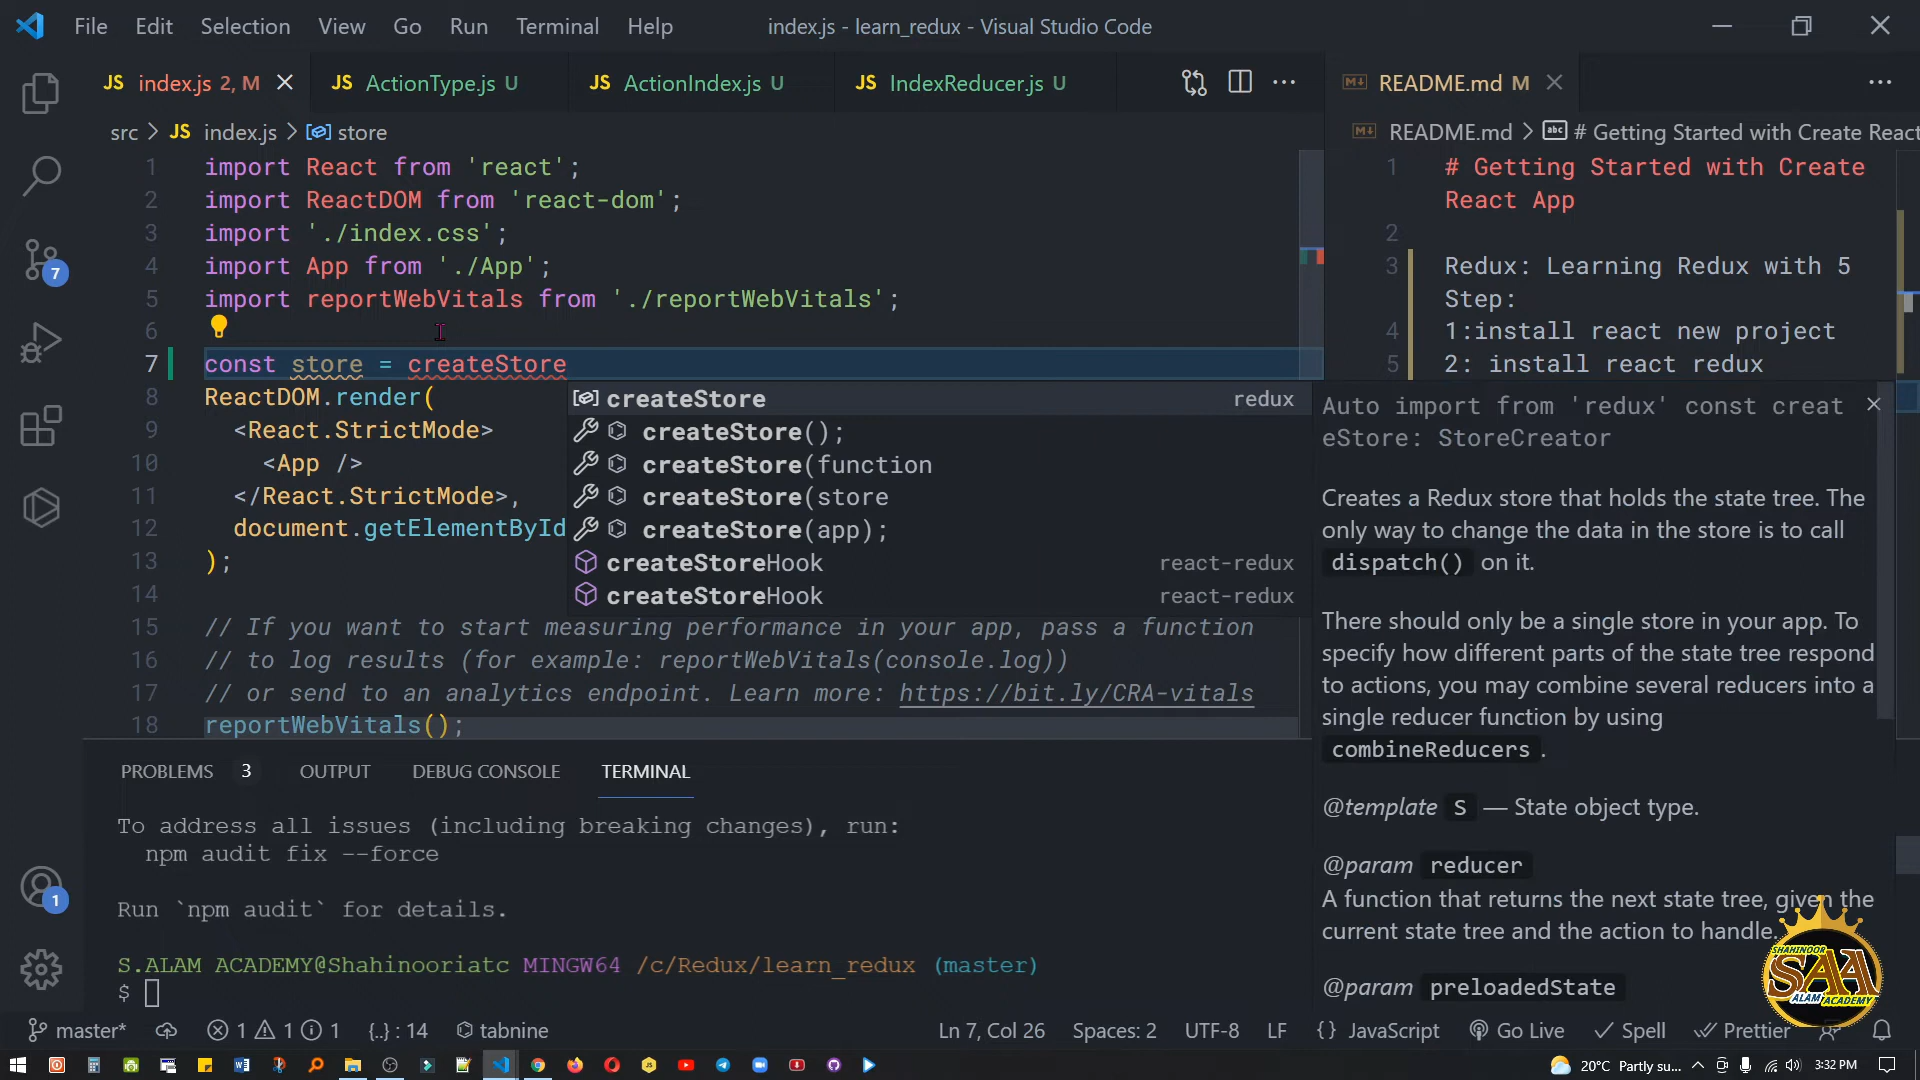 File Edit Selection View Go Run Terminal Help
index.js - learn_redux - Visual Studio Code
JS index.js 2, M
JS ActionType.js U
JS ActionIndex.js U
JS IndexReducer.js U
README.md M
src > JS index.js > store
README.md > abc # Getting Started with Create React
1 import React from 'react';
2 import ReactDOM from 'react-dom';
3 import './index.css';
4 import App from './App';
5 import reportWebVitals from './reportWebVitals';
6
7 const store = createStore
8 ReactDOM.render(
9 <React.StrictMode>
10 <App />
11 </React.StrictMode>,
12 document.getElementById
13 );
14
15 // If you want to start measuring performance in your app, pass a function
16 // to log results (for example: reportWebVitals(console.log))
17 // or send to an analytics endpoint. Learn more: https://bit.ly/CRA-vitals
18 reportWebVitals();
createStore redux
createStore();
createStore(function
createStore(store
createStore(app);
createStoreHook react-redux
createStoreHook react-redux
1 # Getting Started with Create
React App
2
3 Redux: Learning Redux with 5
Step:
4 1:install react new project
5 2: install react redux
Auto import from 'redux' const creat
eStore: StoreCreator
Creates a Redux store that holds the state tree. The
only way to change the data in the store is to call
dispatch() on it.
There should only be a single store in your app. To
specify how different parts of the state tree respond
to actions, you may combine several reducers into a
single reducer function by using
combineReducers .
@template S — State object type.
@param reducer
A function that returns the next state tree, given the
current state tree and the action to handle.
@param preloadedState
7
1
PROBLEMS 3 OUTPUT DEBUG CONSOLE TERMINAL
To address all issues (including breaking changes), run:
npm audit fix --force
Run `npm audit` for details.
S.ALAM ACADEMY@Shahinooriatc MINGW64 /c/Redux/learn_redux (master)
$
SHAHINOOR
SAA
ALAM ACADEMY
master* 1 1 1 {..} : 14 tabnine
Ln 7, Col 26 Spaces: 2 UTF-8 LF {} JavaScript Go Live Spell Prettier
20°C Partly su... 3:32 PM